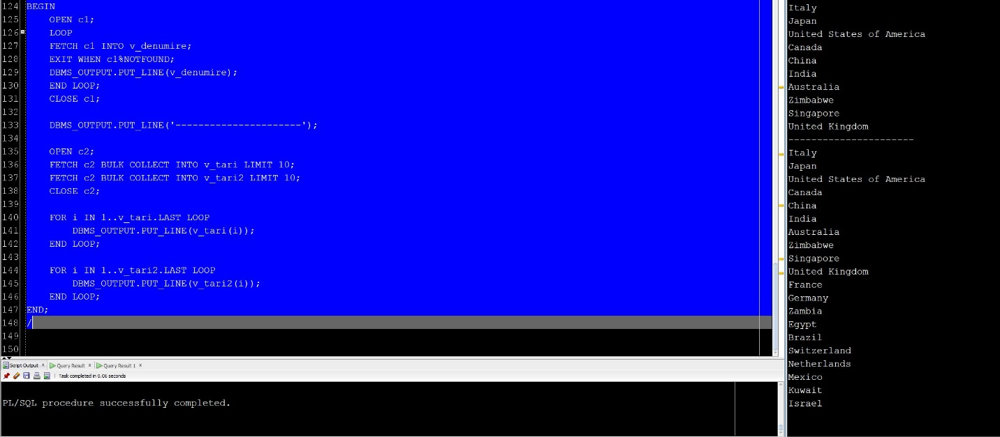 124 BEGIN
125 OPEN c1;
126 LOOP
127 FETCH c1 INTO v_denumire;
128 EXIT WHEN c1%NOTFOUND;
129 DBMS_OUTPUT.PUT_LINE(v_denumire);
130 END LOOP;
131 CLOSE c1;
132
133 DBMS_OUTPUT.PUT_LINE('----------------------');
134
135 OPEN c2;
136 FETCH c2 BULK COLLECT INTO v_tari LIMIT 10;
137 FETCH c2 BULK COLLECT INTO v_tari2 LIMIT 10;
138 CLOSE c2;
139
140 FOR i IN 1..v_tari.LAST LOOP
141 DBMS_OUTPUT.PUT_LINE(v_tari(i));
142 END LOOP;
143
144 FOR i IN 1..v_tari2.LAST LOOP
145 DBMS_OUTPUT.PUT_LINE(v_tari2(i));
146 END LOOP;
147 END;
148 /
149
150
Script Output x Query Result x Query Result 1 x
Task completed in 0.06 seconds
PL/SQL procedure successfully completed.
Italy
Japan
United States of America
Canada
China
India
Australia
Zimbabwe
Singapore
United Kingdom
----------------------
Italy
Japan
United States of America
Canada
China
India
Australia
Zimbabwe
Singapore
United Kingdom
France
Germany
Zambia
Egypt
Brazil
Switzerland
Netherlands
Mexico
Kuwait
Israel